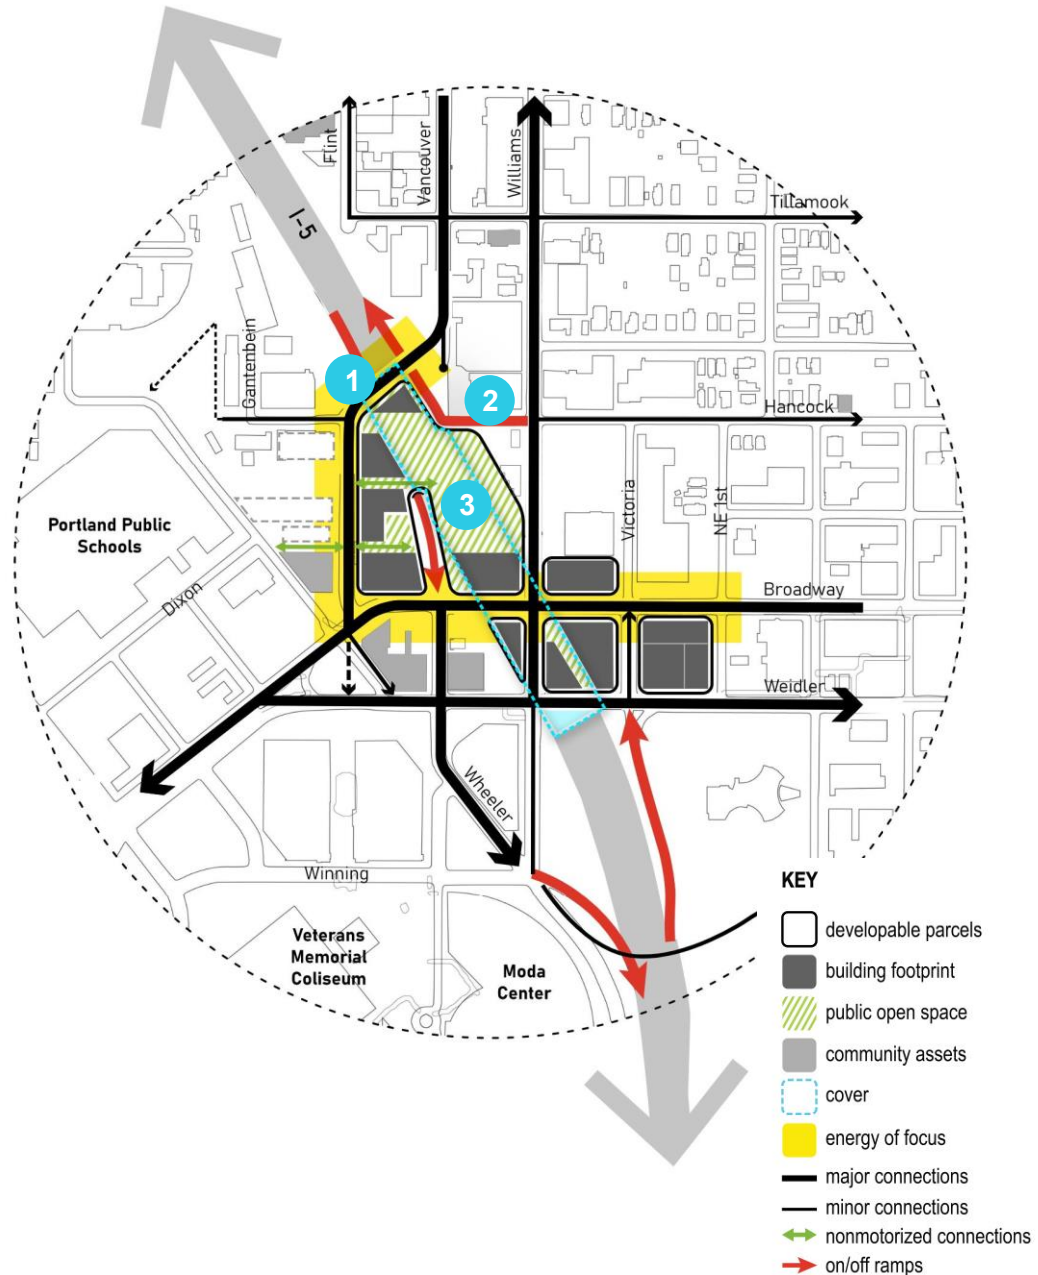 Flint
Vancouver
Williams
Tillamook
I-5
Gantenbein
1
2
Hancock
3
Victoria
NE 1st
Portland Public
Schools
Dixon
Broadway
Weidler
Wheeler
Winning
Veterans
Memorial
Coliseum
Moda
Center
KEY
developable parcels
building footprint
public open space
community assets
cover
energy of focus
major connections
minor connections
nonmotorized connections
on/off ramps